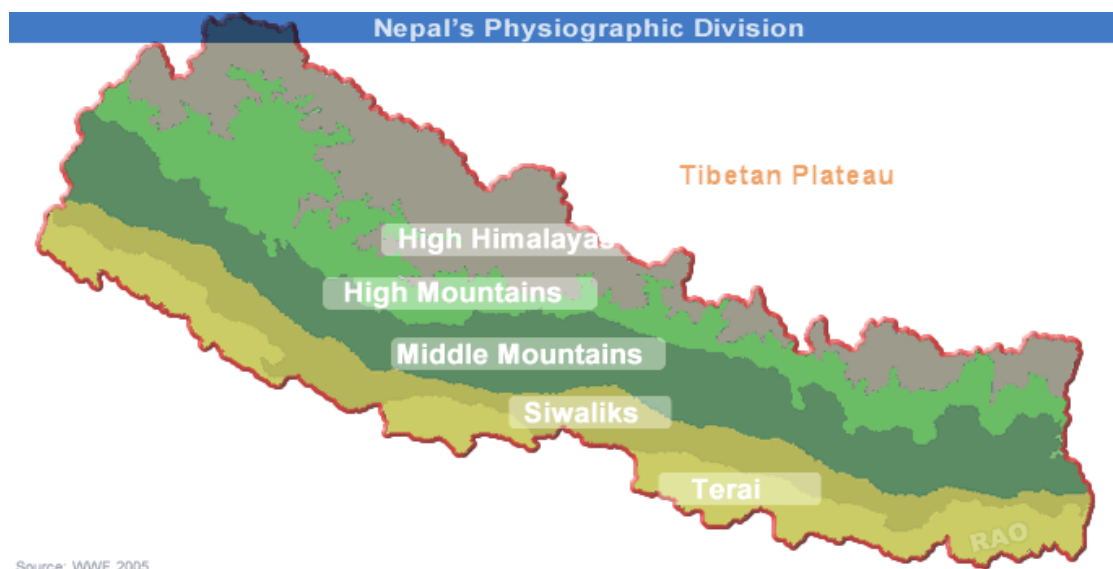 Nepal's Physiographic Division
Tibetan Plateau
High Himalayas
High Mountains
Middle Mountains
Siwaliks
Terai
RAO
Source: WWF 2005